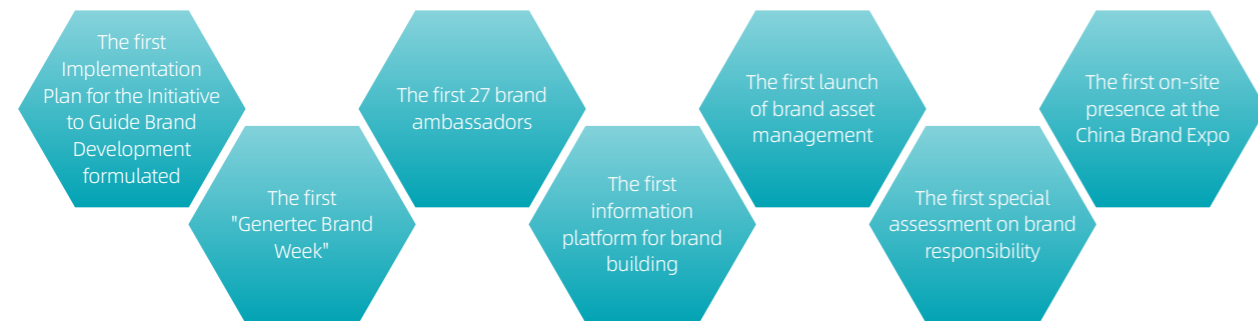 The first
Implementation
Plan for the Initiative
to Guide Brand
Development
formulated
The first
"Genertec Brand
Week"
The first 27 brand
ambassadors
The first
information
platform for brand
building
The first launch
of brand asset
management
The first special
assessment on brand
responsibility
The first on-site
presence at the
China Brand Expo